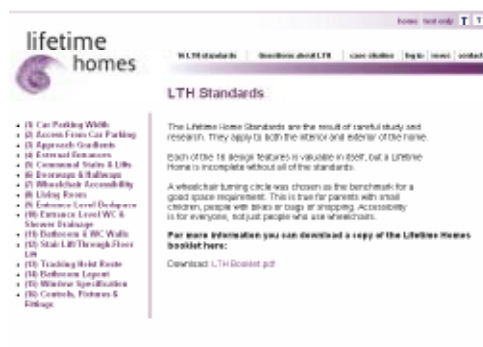 home text only T T
lifetime
homes
16 LTH standards Questions about LTH case studies log in news contact
LTH Standards
(1) Car Parking Width
(2) Access From Car Parking
(3) Approach Gradients
(4) External Entrances
(5) Communal Stairs & Lifts
(6) Doorways & Hallways
(7) Wheelchair Accessibility
(8) Living Room
(9) Entrance Level Bedspace
(10) Entrance Level WC &
Shower Drainage
(11) Bathroom & WC Walls
(12) Stair Lift/Through-Floor
Lift
(13) Tracking Hoist Route
(14) Bathroom Layout
(15) Window Specification
(16) Controls, Fixtures &
Fittings
The Lifetime Home Standards are the result of careful study and
research. They apply to both the interior and exterior of the home.
Each of the 16 design features is valuable in itself, but a Lifetime
Home is incomplete without all of the standards.
A wheelchair turning circle was chosen as the benchmark for a
good space requirement. This is true for parents with small
children, people with bikes or bags of shopping. Accessibility
is for everyone, not just people who use wheelchairs.
For more information you can download a copy of the Lifetime Homes
booklet here:
Download: LTH Booklet.pdf